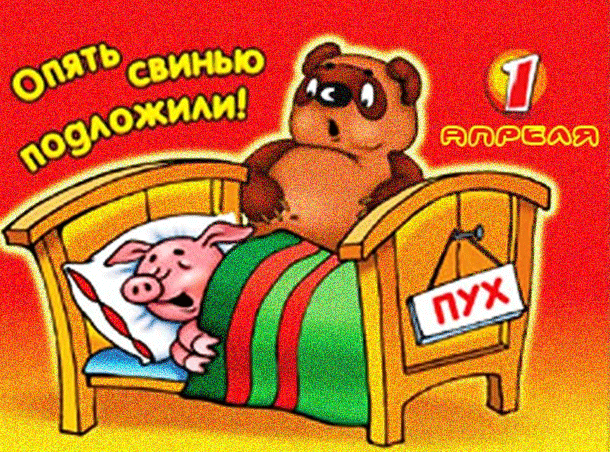 Опять свинью
подложили!
1
АПРЕЛЯ
ПУХ